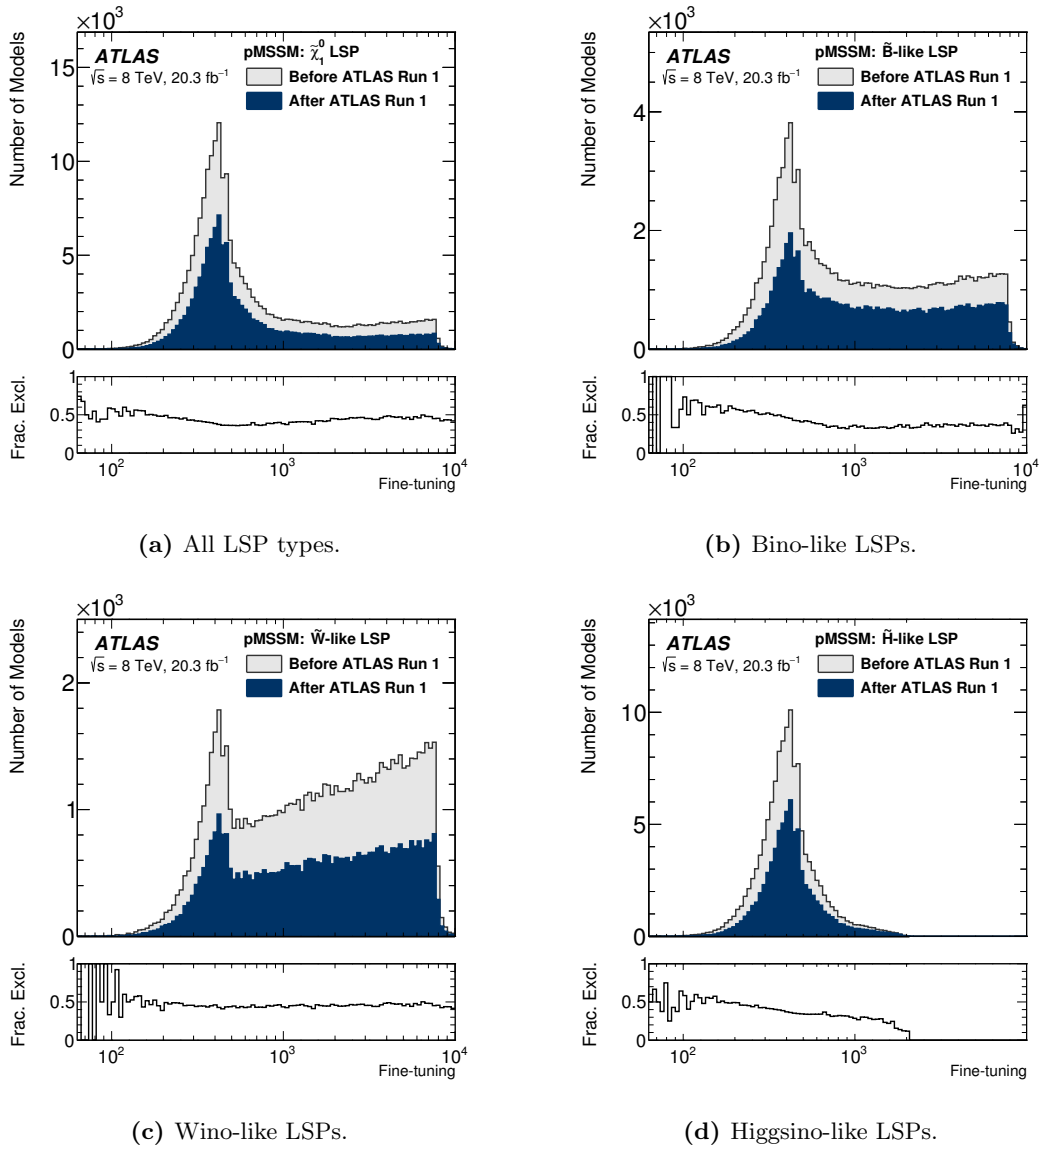 ×10³
ATLAS
√s = 8 TeV, 20.3 fb⁻¹
pMSSM: χ̃⁰₁ LSP
Before ATLAS Run 1
After ATLAS Run 1
Number of Models
15
10
5
0
Frac. Excl.
1
0.5
0
10²
10³
10⁴
Fine-tuning
(a) All LSP types.
×10³
ATLAS
√s = 8 TeV, 20.3 fb⁻¹
pMSSM: B̃-like LSP
Before ATLAS Run 1
After ATLAS Run 1
Number of Models
4
2
0
Frac. Excl.
1
0.5
0
10²
10³
10⁴
Fine-tuning
(b) Bino-like LSPs.
×10³
ATLAS
√s = 8 TeV, 20.3 fb⁻¹
pMSSM: W̃-like LSP
Before ATLAS Run 1
After ATLAS Run 1
Number of Models
2
1
0
Frac. Excl.
1
0.5
0
10²
10³
10⁴
Fine-tuning
(c) Wino-like LSPs.
×10³
ATLAS
√s = 8 TeV, 20.3 fb⁻¹
pMSSM: H̃-like LSP
Before ATLAS Run 1
After ATLAS Run 1
Number of Models
10
5
0
Frac. Excl.
1
0.5
0
10²
10³
Fine-tuning
(d) Higgsino-like LSPs.